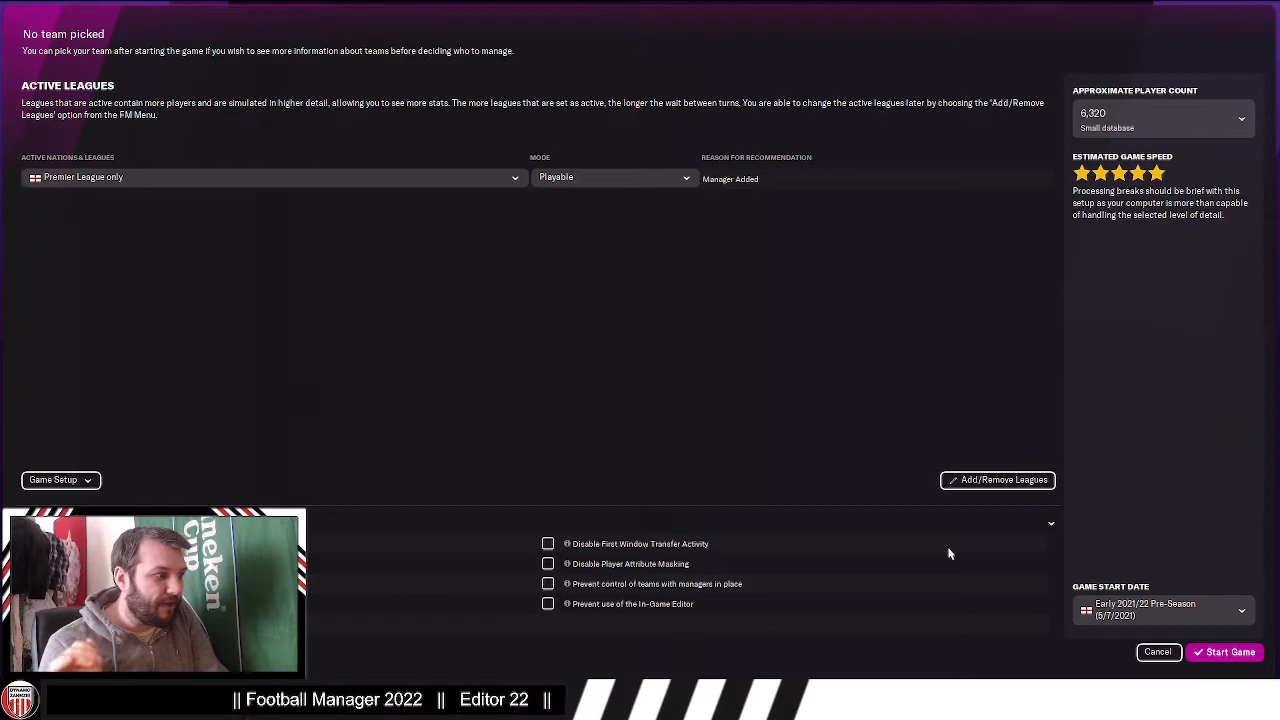 No team picked
You can pick your team after starting the game if you wish to see more information about teams before deciding who to manage.
ACTIVE LEAGUES
Leagues that are active contain more players and are simulated in higher detail, allowing you to see more stats. The more leagues that are set as active, the longer the wait between turns. You are able to change the active leagues later by choosing the "Add/Remove
Leagues' option from the FM Menu.
ACTIVE NATIONS & LEAGUES
MODE
REASON FOR RECOMMENDATION
Premier League only
Playable
Manager Added
APPROXIMATE PLAYER COUNT
6,320
Small database
ESTIMATED GAME SPEED
Processing breaks should be brief with this
setup as your computer is more than capable
of handling the selected level of detail.
Game Setup
Add/Remove Leagues
Disable First Window Transfer Activity
Disable Player Attribute Masking
Prevent control of teams with managers in place
Prevent use of the In-Game Editor
GAME START DATE
Early 2021/22 Pre-Season
(5/7/2021)
Cancel
Start Game
neken
Cup
DYNAMO
|| Football Manager 2022 || Editor 22 ||